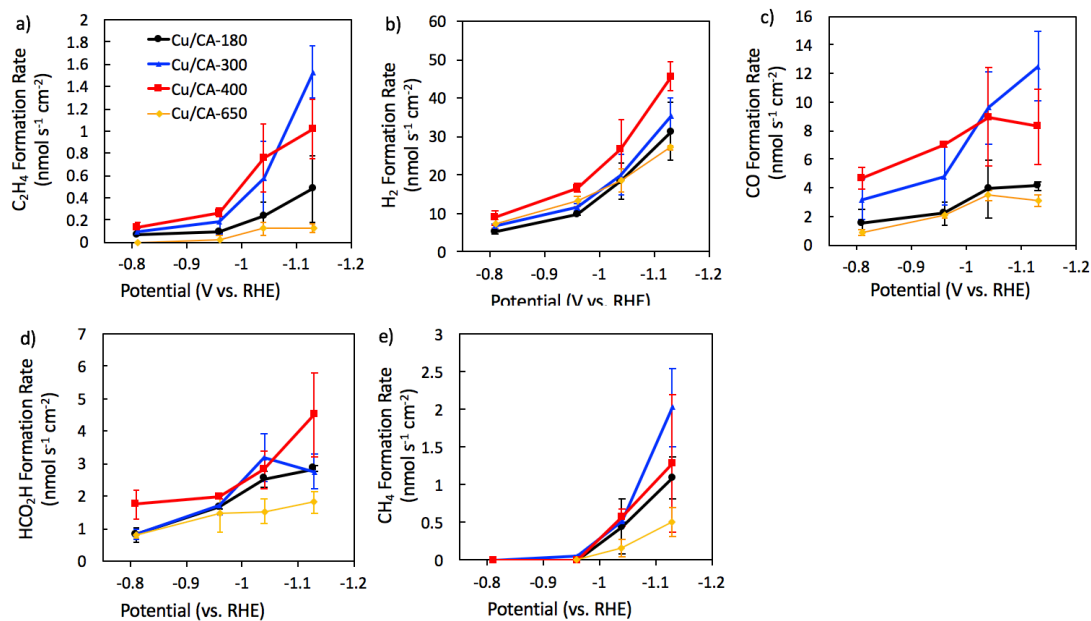 a)
C₂H₄ Formation Rate
(nmol s⁻¹ cm⁻²)
2
1.8
1.6
1.4
1.2
1
0.8
0.6
0.4
0.2
0
Cu/CA-180
Cu/CA-300
Cu/CA-400
Cu/CA-650
-0.8 -0.9 -1 -1.1 -1.2
Potential (V vs. RHE)
b)
H₂ Formation Rate
(nmol s⁻¹ cm⁻²)
60
50
40
30
20
10
0
-0.8 -0.9 -1 -1.1 -1.2
Potential (V vs. RHE)
c)
CO Formation Rate
(nmol s⁻¹ cm⁻²)
16
14
12
10
8
6
4
2
0
-0.8 -0.9 -1 -1.1 -1.2
Potential (V vs. RHE)
d)
HCO₂H Formation Rate
(nmol s⁻¹ cm⁻²)
7
6
5
4
3
2
1
0
-0.8 -0.9 -1 -1.1 -1.2
Potential (vs. RHE)
e)
CH₄ Formation Rate
(nmol s⁻¹ cm⁻²)
3
2.5
2
1.5
1
0.5
0
-0.8 -0.9 -1 -1.1 -1.2
Potential (vs. RHE)